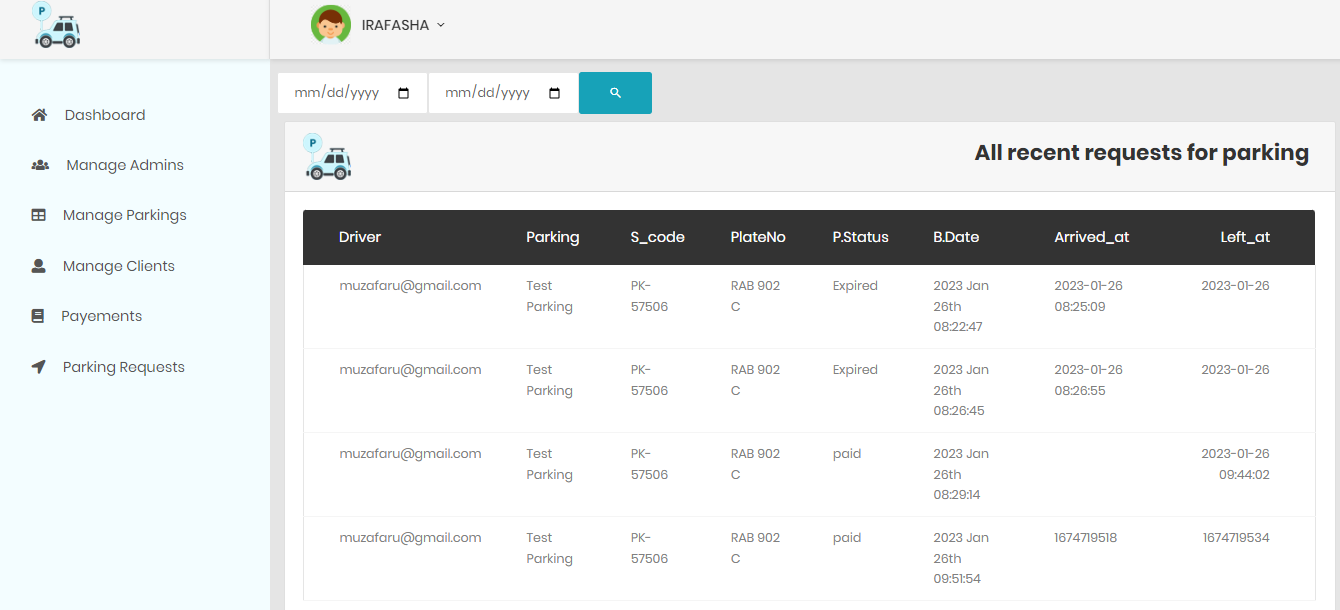 P
IRAFASHA
mm/dd/yyyy mm/dd/yyyy
Dashboard
Manage Admins
Manage Parkings
Manage Clients
Payements
Parking Requests
P
All recent requests for parking
Driver Parking S_code PlateNo P.Status B.Date Arrived_at Left_at
muzafaru@gmail.com Test PK- RAB 902 Expired 2023 Jan 2023-01-26 2023-01-26
Parking 57506 C 26th 08:25:09
08:22:47
muzafaru@gmail.com Test PK- RAB 902 Expired 2023 Jan 2023-01-26 2023-01-26
Parking 57506 C 26th 08:26:55
08:26:45
muzafaru@gmail.com Test PK- RAB 902 paid 2023 Jan 2023-01-26
Parking 57506 C 26th 09:44:02
08:29:14
muzafaru@gmail.com Test PK- RAB 902 paid 2023 Jan 1674719518 1674719534
Parking 57506 C 26th
09:51:54